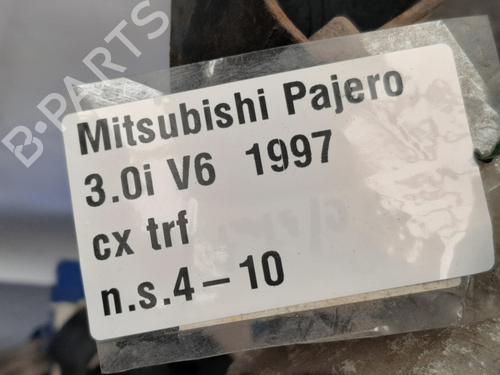 B-PARTS
Mitsubishi Pajero
3.0i V6 1997
cx trf
n.s.4-10